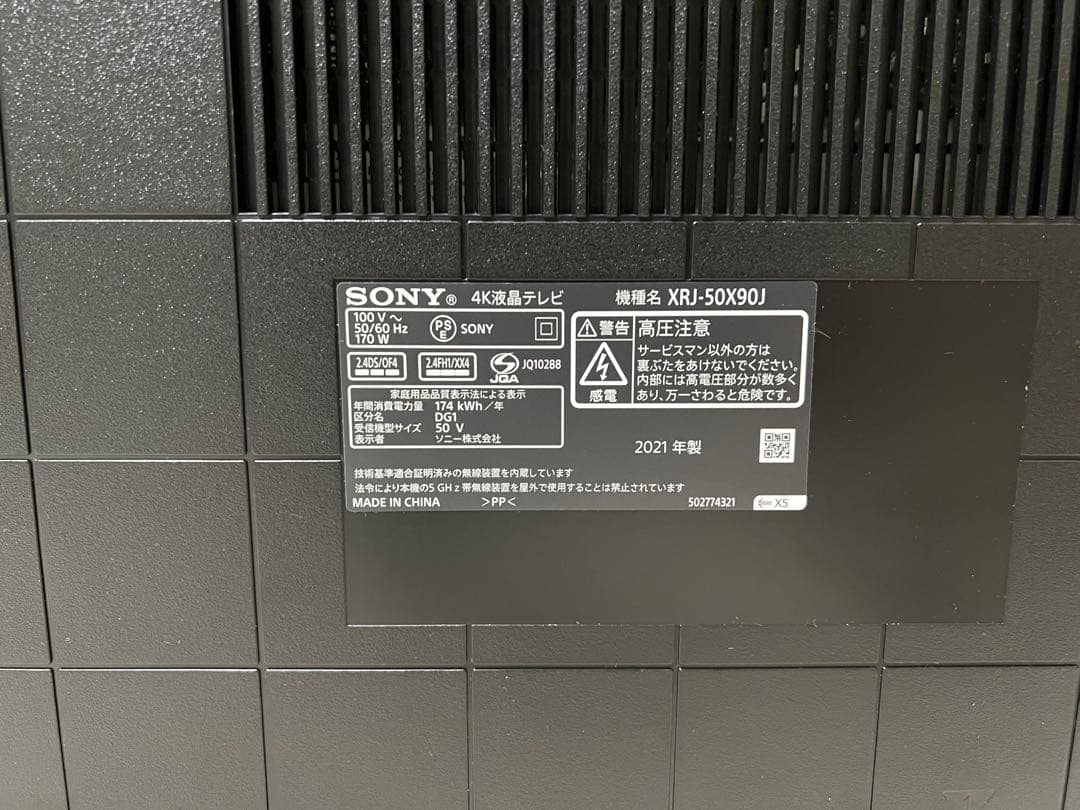 SONY® 4K液晶テレビ 機種名 XRJ-50X90J
100 V～
50/60 Hz
170 W
PS
E
SONY
2.4DS/OF4
2.4FH1/XX4
JQA
JQ10288
家庭用品品質表示法による表示
年間消費電力量 174 kWh／年
区分名 DG1
受信機型サイズ 50 V
表示者 ソニー株式会社
警告 高圧注意
感電
サービスマン以外の方は
裏ぶたをあけないでください。
内部には高電圧部分が数多く
あり、万一さわると危険です。
2021 年製
技術基準適合証明済みの無線装置を内蔵しています
法令により本機の5 GHz 帯無線装置を屋外で使用することは禁止されています
MADE IN CHINA >PP< 502774321 X5